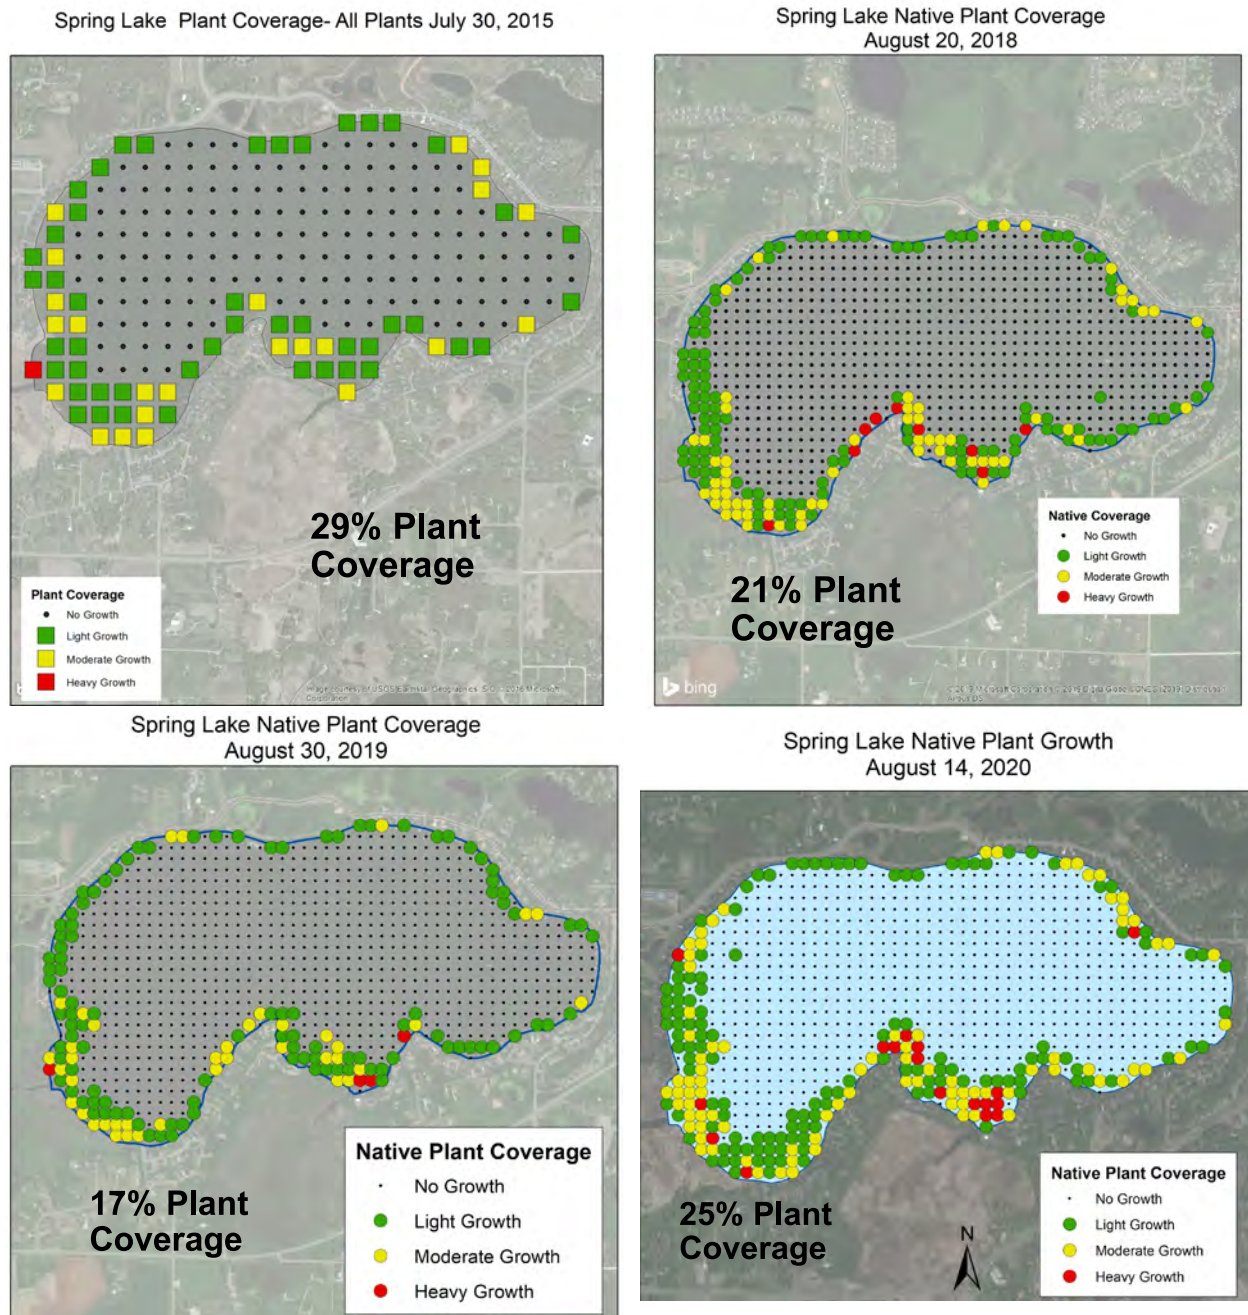 Spring Lake Plant Coverage- All Plants July 30, 2015
29% Plant
Coverage
Plant Coverage
No Growth
Light Growth
Moderate Growth
Heavy Growth
Spring Lake Native Plant Coverage
August 20, 2018
Native Coverage
No Growth
Light Growth
Moderate Growth
Heavy Growth
21% Plant
Coverage
bing
Spring Lake Native Plant Coverage
August 30, 2019
17% Plant
Coverage
Native Plant Coverage
No Growth
Light Growth
Moderate Growth
Heavy Growth
Spring Lake Native Plant Growth
August 14, 2020
25% Plant
Coverage
N
Native Plant Coverage
No Growth
Light Growth
Moderate Growth
Heavy Growth